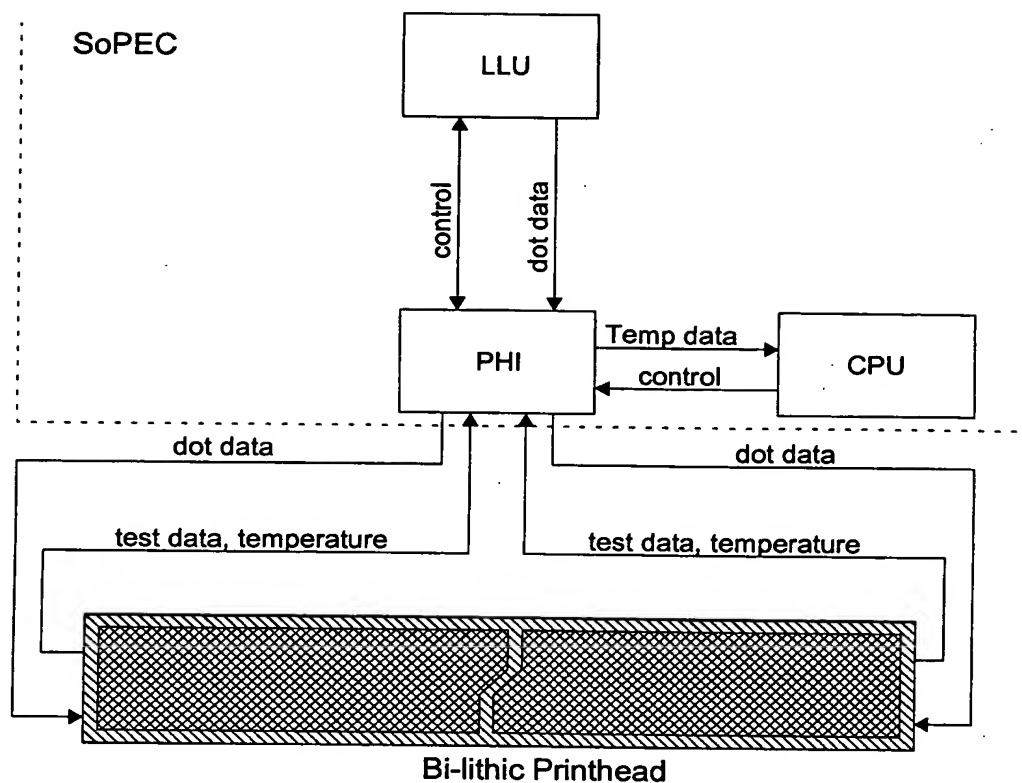 SoPEC
LLU
control
dot data
PHI
Temp data
control
CPU
dot data
dot data
test data, temperature
test data, temperature
Bi-lithic Printhead